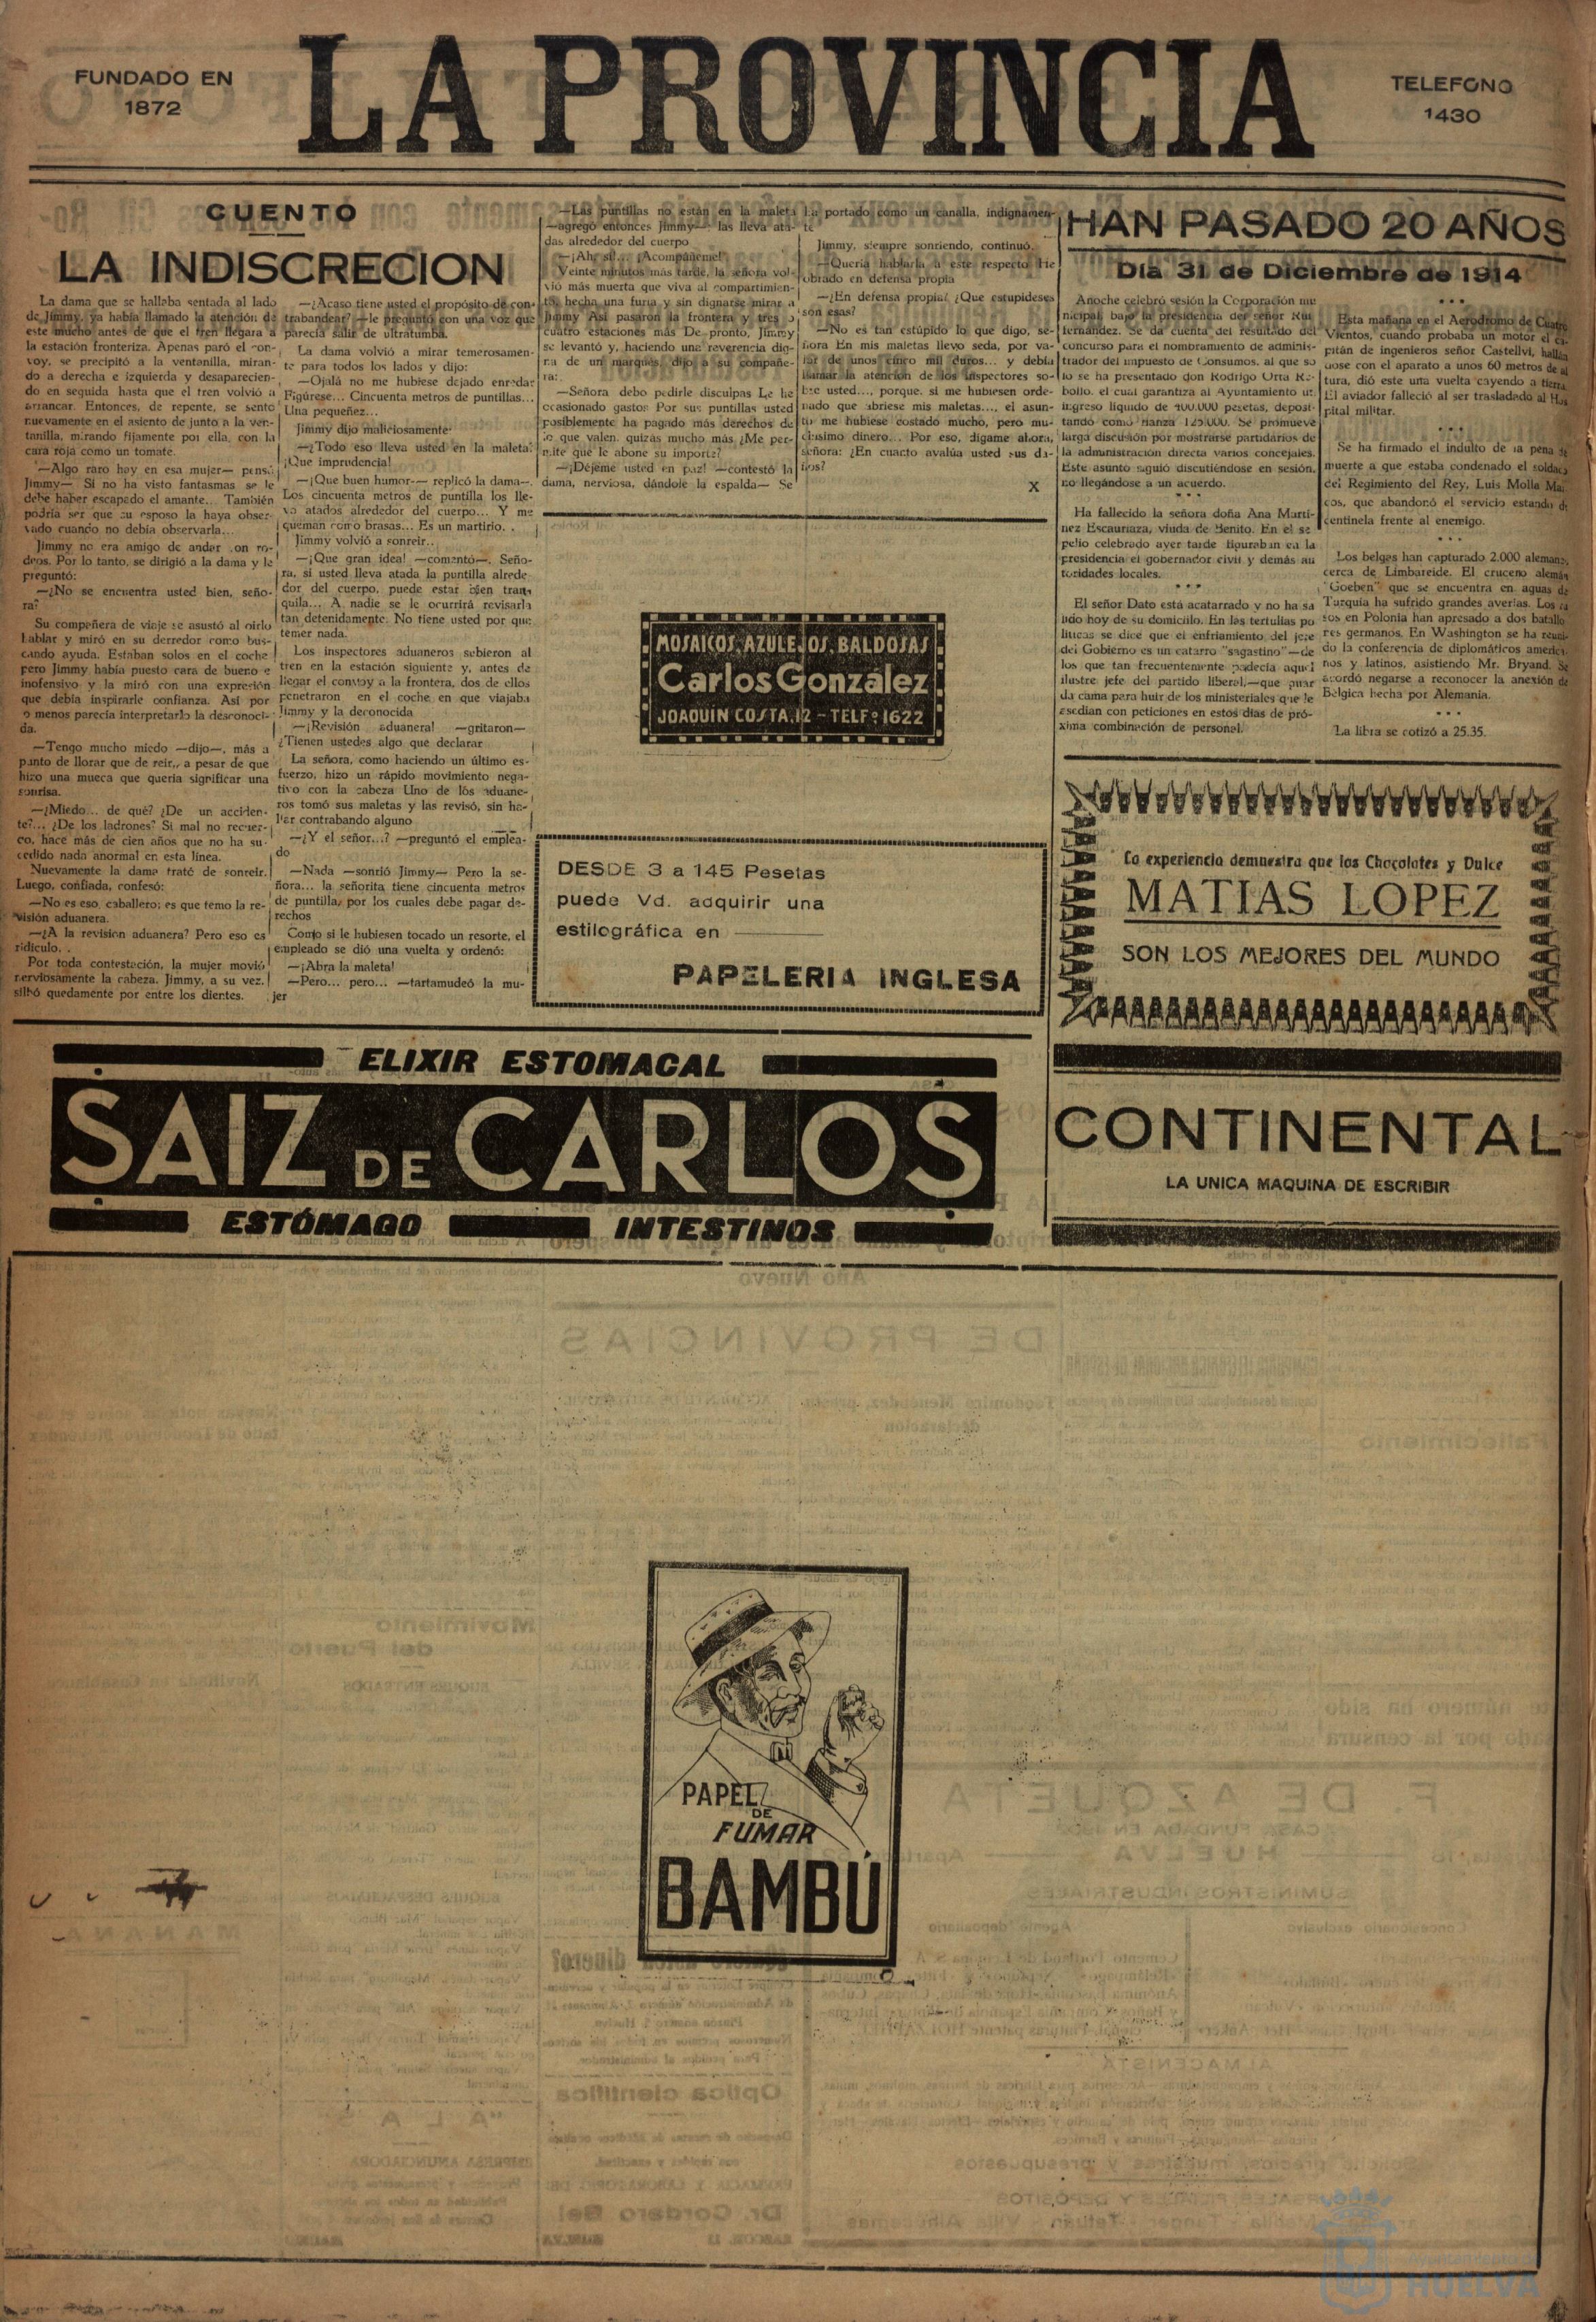 FUNDADO EN
1872
LA PROVINCIA
TELEFONO
1430
CUENTO
LA INDISCRECION
La dama que se hallaba sentada al lado
de Jimmy, ya había llamado la atención de
este mucho antes de que el tren llegara a
la estación fronteriza. Apenas paró el con-
voy, se precipitó a la ventanilla, miran-
do a derecha e izquierda y desaparecien-
do en seguida hasta que el tren volvió a
arrancar. Entonces, de repente, se sentó
nuevamente en el asiento de junto a la ven-
tanilla, mirando fijamente por ella, con la
cara roja como un tomate.
—Algo raro hay en esa mujer— pensó
Jimmy—. Si no ha visto fantasmas se le
debe haber escapado el amante... También
podría ser que su esposo la haya obser-
vado cuando no debía observarla...
Jimmy no era amigo de andar con ro-
deos. Por lo tanto, se dirigió a la dama y le
preguntó:
—¿No se encuentra usted bien, seño-
ra?
Su compañera de viaje se asustó al oirlo
hablar y miró en su derredor como bus-
cando ayuda. Estaban solos en el coche
pero Jimmy había puesto cara de bueno e
inofensivo y la miró con una expresión
que debía inspirarle confianza. Así por
o menos parecía interpretarlo la desconoci-
da.
—Tengo mucho miedo —dijo—, más a
punto de llorar que de reir,, a pesar de que
hizo una mueca que quería significar una
sonrisa.
—¿Miedo... de qué? ¿De un acciden-
te?... ¿De los ladrones? Si mal no recuer-
co, hace más de cien años que no ha su-
cedido nada anormal en esta línea.
Nuevamente la dama trató de sonreir.
Luego, confiada, confesó:
—No es eso, caballero; es que temo la re-
visión aduanera.
—¿A la revisión aduanera? Pero eso es
ridículo. .
Por toda contestación, la mujer movió
nerviosamente la cabeza. Jimmy, a su vez,
silbó quedamente por entre los dientes.
—¿Acaso tiene usted el propósito de con-
trabandear? —le preguntó con una voz que
parecía salir de ultratumba.
La dama volvió a mirar temerosamen-
te para todos los lados y dijo:
—Ojalá no me hubiese dejado enredar
Figúrese... Cincuenta metros de puntillas...
Una pequeñez...
Jimmy dijo maliciosamente:
—¿Todo eso lleva usted en la maleta?
¡Que imprudencia!
—¡Que buen humor— replicó la dama—.
Los cincuenta metros de puntilla los lle-
vo atados alrededor del cuerpo... Y me
queman como brasas... Es un martirio. .
Jimmy volvió a sonreir..
—¡Que gran idea! —comentó—. Seño-
ra, si usted lleva atada la puntilla alrede-
dor del cuerpo, puede estar bien tran-
quila... A nadie se le ocurrirá revisarla
tan detenidamente. No tiene usted por que
temer nada.
Los inspectores aduaneros subieron al
tren en la estación siguiente y, antes de
llegar el convoy a la frontera, dos de ellos
penetraron en el coche en que viajaba
Jimmy y la deronocida
—¡Revisión aduanera! —gritaron—
¿Tienen ustedes algo que declarar
La señora, como haciendo un último es-
fuerzo, hizo un rápido movimiento nega-
tivo con la cabeza Uno de los aduane-
ros tomó sus maletas y las revisó, sin ha-
llar contrabando alguno
—¿Y el señor...? —preguntó el emplea-
do
—Nada —sonrió Jimmy— Pero la se-
ñora... la señorita tiene cincuenta metros
de puntilla, por los cuales debe pagar de-
rechos
Como si le hubiesen tocado un resorte, el
empleado se dió una vuelta y ordenó:
—¡Abra la maleta!
—Pero... pero... —tartamudeó la mu-
jer
—Las puntillas no están en la maleta
—agregó entonces Jimmy— las lleva ata-
das alrededor del cuerpo
—¡Ah, sí!... ¡Acompáñeme!
Veinte minutos más tarde, la señora vol-
vió más muerta que viva al compartimien-
to, hecha una furia y sin dignarse mirar a
Jimmy Así pasaron la frontera y tres o
cuatro estaciones más De pronto, Jimmy
se levantó y, haciendo una reverencia dig-
na de un marqués, dijo a su compañe-
ra:
—Señora debo pedirle disculpas Le he
ocasionado gastos Por sus puntillas usted
posiblemente ha pagado más derechos de
lo que valen, quizás mucho más ¿Me per-
mite que le abone su importe?
—¡Déjeme usted en paz! —contestó la
dama, nerviosa, dándole la espalda— Se
ha portado como un canalla, indignamen-
te
Jimmy, siempre sonriendo, continuó.
—Quería hablarla a este respecto He
obrado en defensa propia
—¿En defensa propia? ¿Que estupideses
son esas?
—No es tan estúpido lo que digo, se-
ñora En mis maletas llevo seda, por va-
lor de unos cinco mil duros... y debía
llamar la atención de los inspectores so-
bre usted..., porque, si me hubiesen orde-
nado que abriese mis maletas..., el asun-
to me hubiese costado mucho, pero mu-
chísimo dinero... Por eso, dígame ahora,
señora: ¿En cuanto avalúa usted sus da-
ños?
X
MOSAICOS. AZULEJOS. BALDOSAS
Carlos González
JOAQUÍN COSTA, 12 - TELFº 1622
DESDE 3 a 145 Pesetas
puede Vd. adquirir una
estilográfica en
PAPELERIA INGLESA
HAN PASADO 20 AÑOS
Día 31 de Diciembre de 1914
Anoche celebró sesión la Corporación mu
nicipal, bajo la presidencia del señor Rui
Fernández. Se da cuenta del resultado del
concurso para el nombramiento de adminis-
trador del impuesto de Consumos, al que so
lo se ha presentado don Rodrigo Orta Re-
bollo, el cual garantiza al Ayuntamiento un
ingreso líquido de 400.000 pesetas, deposi-
tando como fianza 125.000. Se promueve
larga discusión por mostrarse partidarios de
la administración directa varios concejales.
Este asunto siguió discutiéndose en sesión,
no llegándose a un acuerdo.
* * *
Ha fallecido la señora doña Ana Martí-
nez Escauriaza, viuda de Benito. En el se
pelio celebrado ayer tarde figuraban en la
presidencia el gobernador civil y demás au
toridades locales.
* * *
El señor Dato está acatarrado y no ha sa
lido hoy de su domicilio. En las tertulias po
líticas se dice que el enfriamiento del jefe
del Gobierno es un catarro "sagastino"—de
los que tan frecuentemente padecía aquel
ilustre jefe del partido liberal,—que guar
da cama para huir de los ministeriales que le
asedian con peticiones en estos días de pró-
xima combinación de personal.
* * *
Esta mañana en el Aerodromo de Cuatro
Vientos, cuando probaba un motor el ca-
pitán de ingenieros señor Castellvi, hallán
dose con el aparato a unos 60 metros de al
tura, dió este una vuelta cayendo a tierra.
El aviador falleció al ser trasladado al Hos
pital militar.
* * *
Se ha firmado el indulto de la pena de
muerte a que estaba condenado el soldado
del Regimiento del Rey, Luis Molla Mar
cos, que abandonó el servicio estando de
centinela frente al enemigo.
* * *
Los belgas han capturado 2.000 alemanes
cerca de Limbareide. El crucero alemán
"Goeben" que se encuentra en aguas de
Turquía ha sufrido grandes averías. Los ru
sos en Polonia han apresado a dos batallo
res germanos. En Washington se ha reuni-
do la conferencia de diplomáticos america-
nos y latinos, asistiendo Mr. Bryand. Se
acordó negarse a reconocer la anexión de
Belgica hecha por Alemania.
* * *
La libra se cotizó a 25.35.
La experiencia demuestra que los Chocolates y Dulce
MATIAS LOPEZ
SON LOS MEJORES DEL MUNDO
ELIXIR ESTOMACAL
SAIZ DE CARLOS
ESTÓMAGO INTESTINOS
CONTINENTAL
LA UNICA MAQUINA DE ESCRIBIR
PAPEL
DE
FUMAR
BAMBÚ
Ayuntamiento de
HUELVA